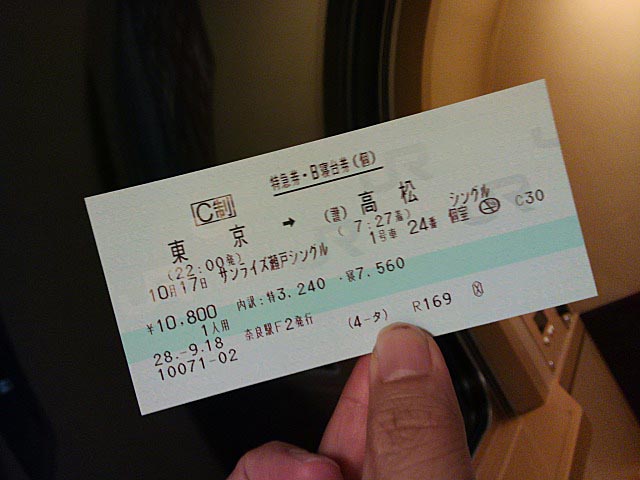 特急券・B寝台券(個)
C制
東 京 → (讃) 高 松
(22:00発) (7:27着) シングル
10月17日 サンライズ瀬戸シングル 1号車 24番 個室 C30
¥10,800 内訳:特3,240・寝7,560
1人用
28.-9.18 奈良駅F2発行 (4-タ) R169
10071-02